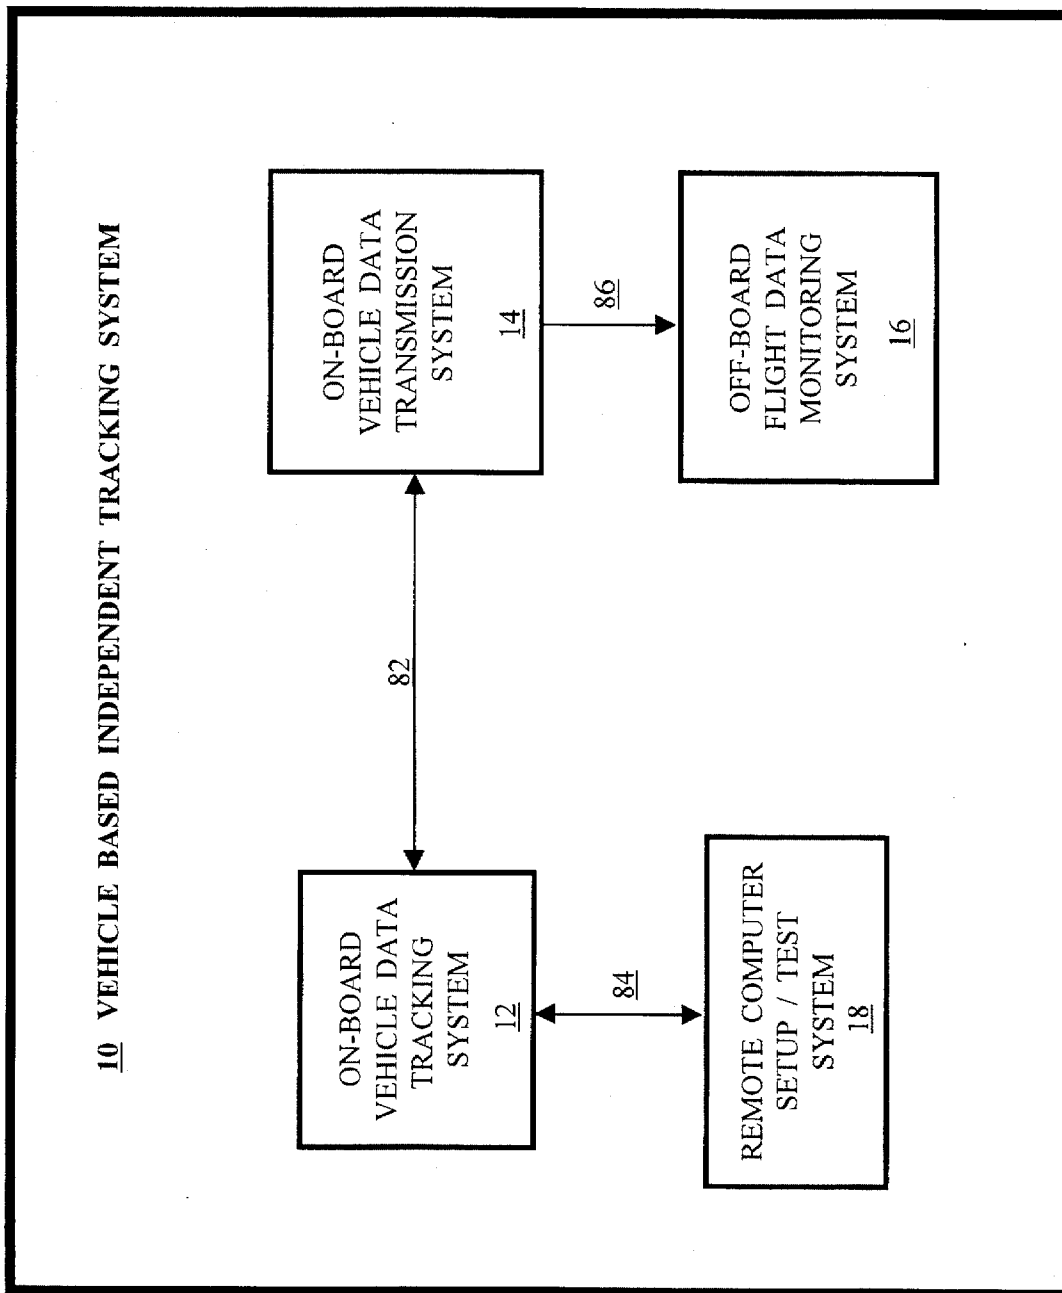 10 VEHICLE BASED INDEPENDENT TRACKING SYSTEM
ON-BOARD
VEHICLE DATA
TRACKING
SYSTEM
12
82
ON-BOARD
VEHICLE DATA
TRANSMISSION
SYSTEM
14
84
86
REMOTE COMPUTER
SETUP / TEST
SYSTEM
18
OFF-BOARD
FLIGHT DATA
MONITORING
SYSTEM
16